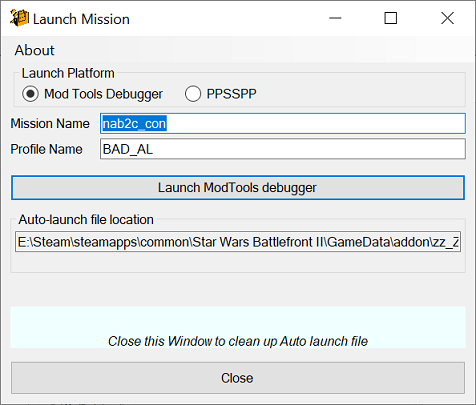 Launch Mission
About
Launch Platform
Mod Tools Debugger PPSSPP
Mission Name nab2c_con
Profile Name BAD_AL
Launch ModTools debugger
Auto-launch file location
E:\Steam\steamapps\common\Star Wars Battlefront II\GameData\addon\zz_Z
Close this Window to clean up Auto launch file
Close